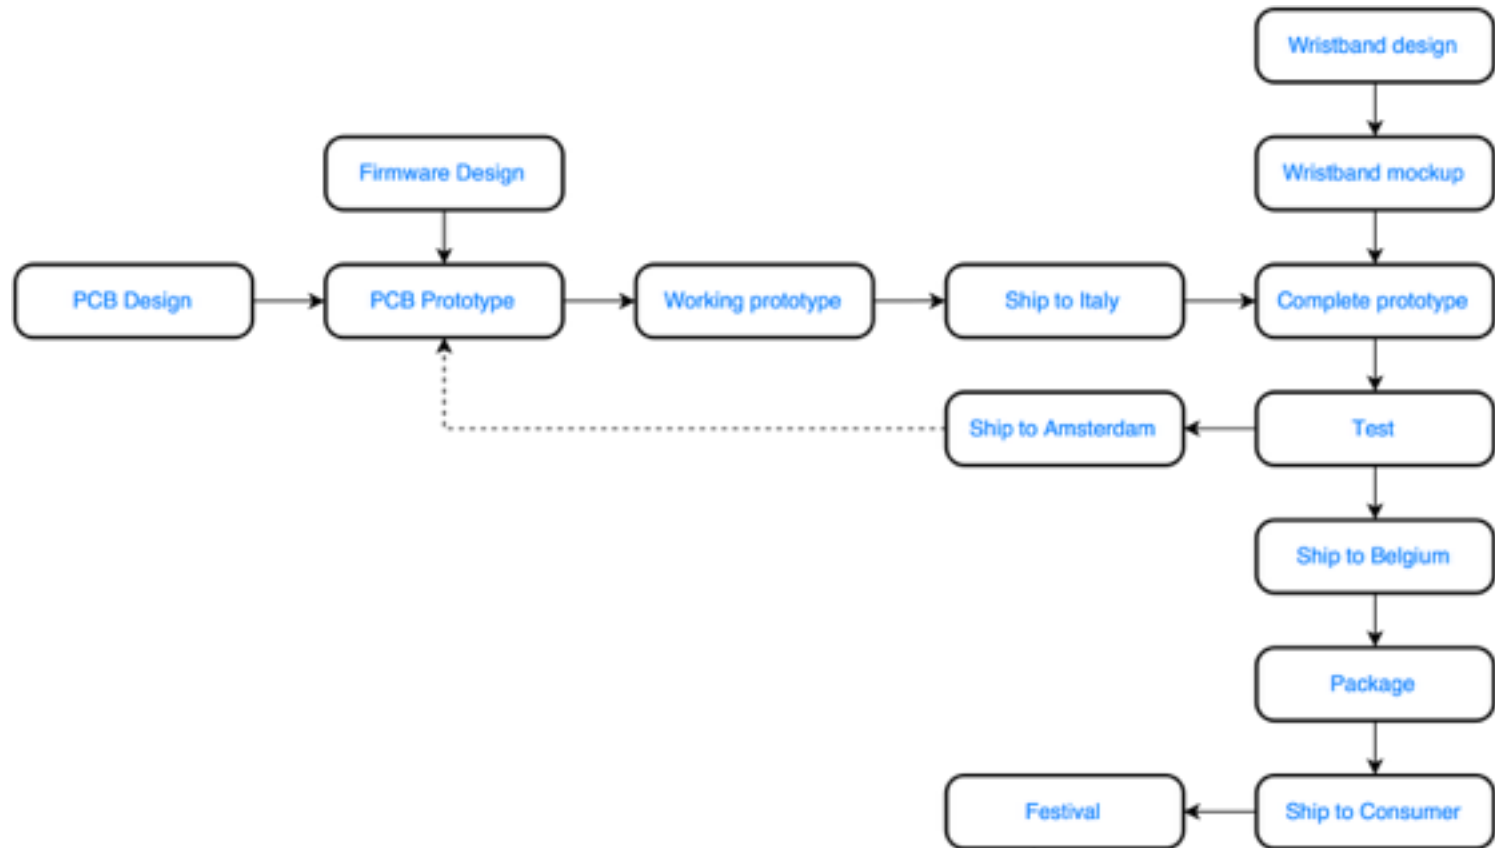 Wristband design
Firmware Design
Wristband mockup
PCB Design
PCB Prototype
Working prototype
Ship to Italy
Complete prototype
Ship to Amsterdam
Test
Ship to Belgium
Package
Festival
Ship to Consumer